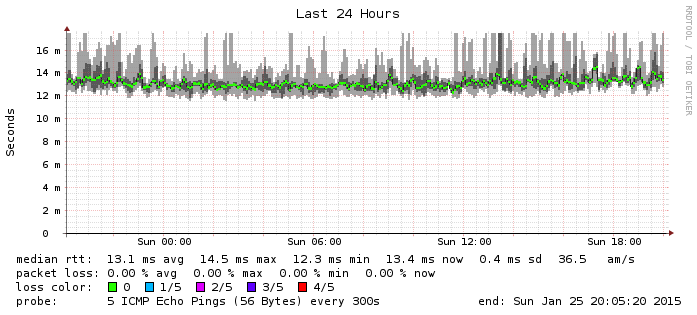 Last 24 Hours
RRDTOOL / TOBI OETIKER
Seconds
16 m
14 m
12 m
10 m
8 m
6 m
4 m
2 m
0
Sun 00:00 Sun 06:00 Sun 12:00 Sun 18:00
median rtt: 13.1 ms avg 14.5 ms max 12.3 ms min 13.4 ms now 0.4 ms sd 36.5 am/s
packet loss: 0.00 % avg 0.00 % max 0.00 % min 0.00 % now
loss color: 0 1/5 2/5 3/5 4/5
probe: 5 ICMP Echo Pings (56 Bytes) every 300s end: Sun Jan 25 20:05:20 2015